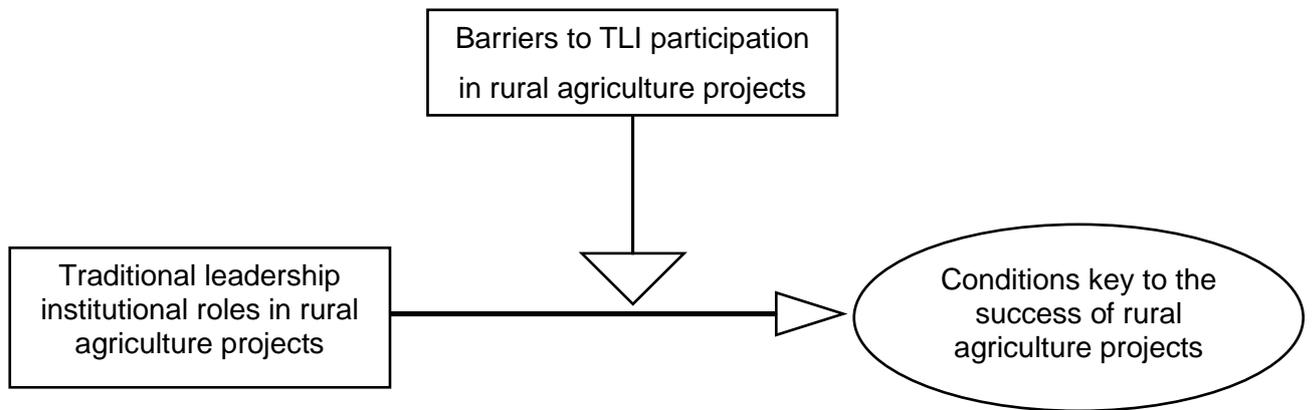 Barriers to TLI participation
in rural agriculture projects
Traditional leadership
institutional roles in rural
agriculture projects
Conditions key to the
success of rural
agriculture projects